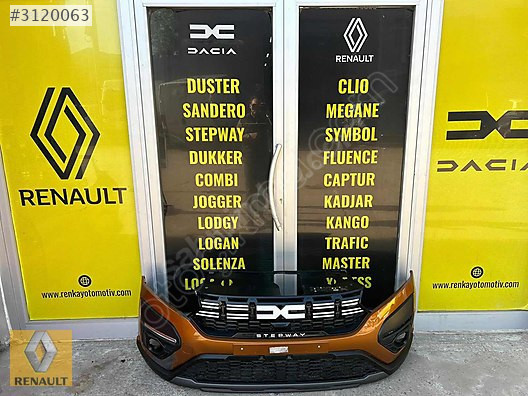 #3120063
DACIA
RENAULT
DUSTER
SANDERO
STEPWAY
DUKKER
COMBI
JOGGER
LODGY
LOGAN
SOLENZA
CLIO
MEGANE
SYMBOL
FLUENCE
CAPTUR
KADJAR
KANGO
TRAFIC
MASTER
RENAULT
www.renkayotomotiv.com
DACIA
www.renkayotomotiv.com
STEPWAY
RENAULT